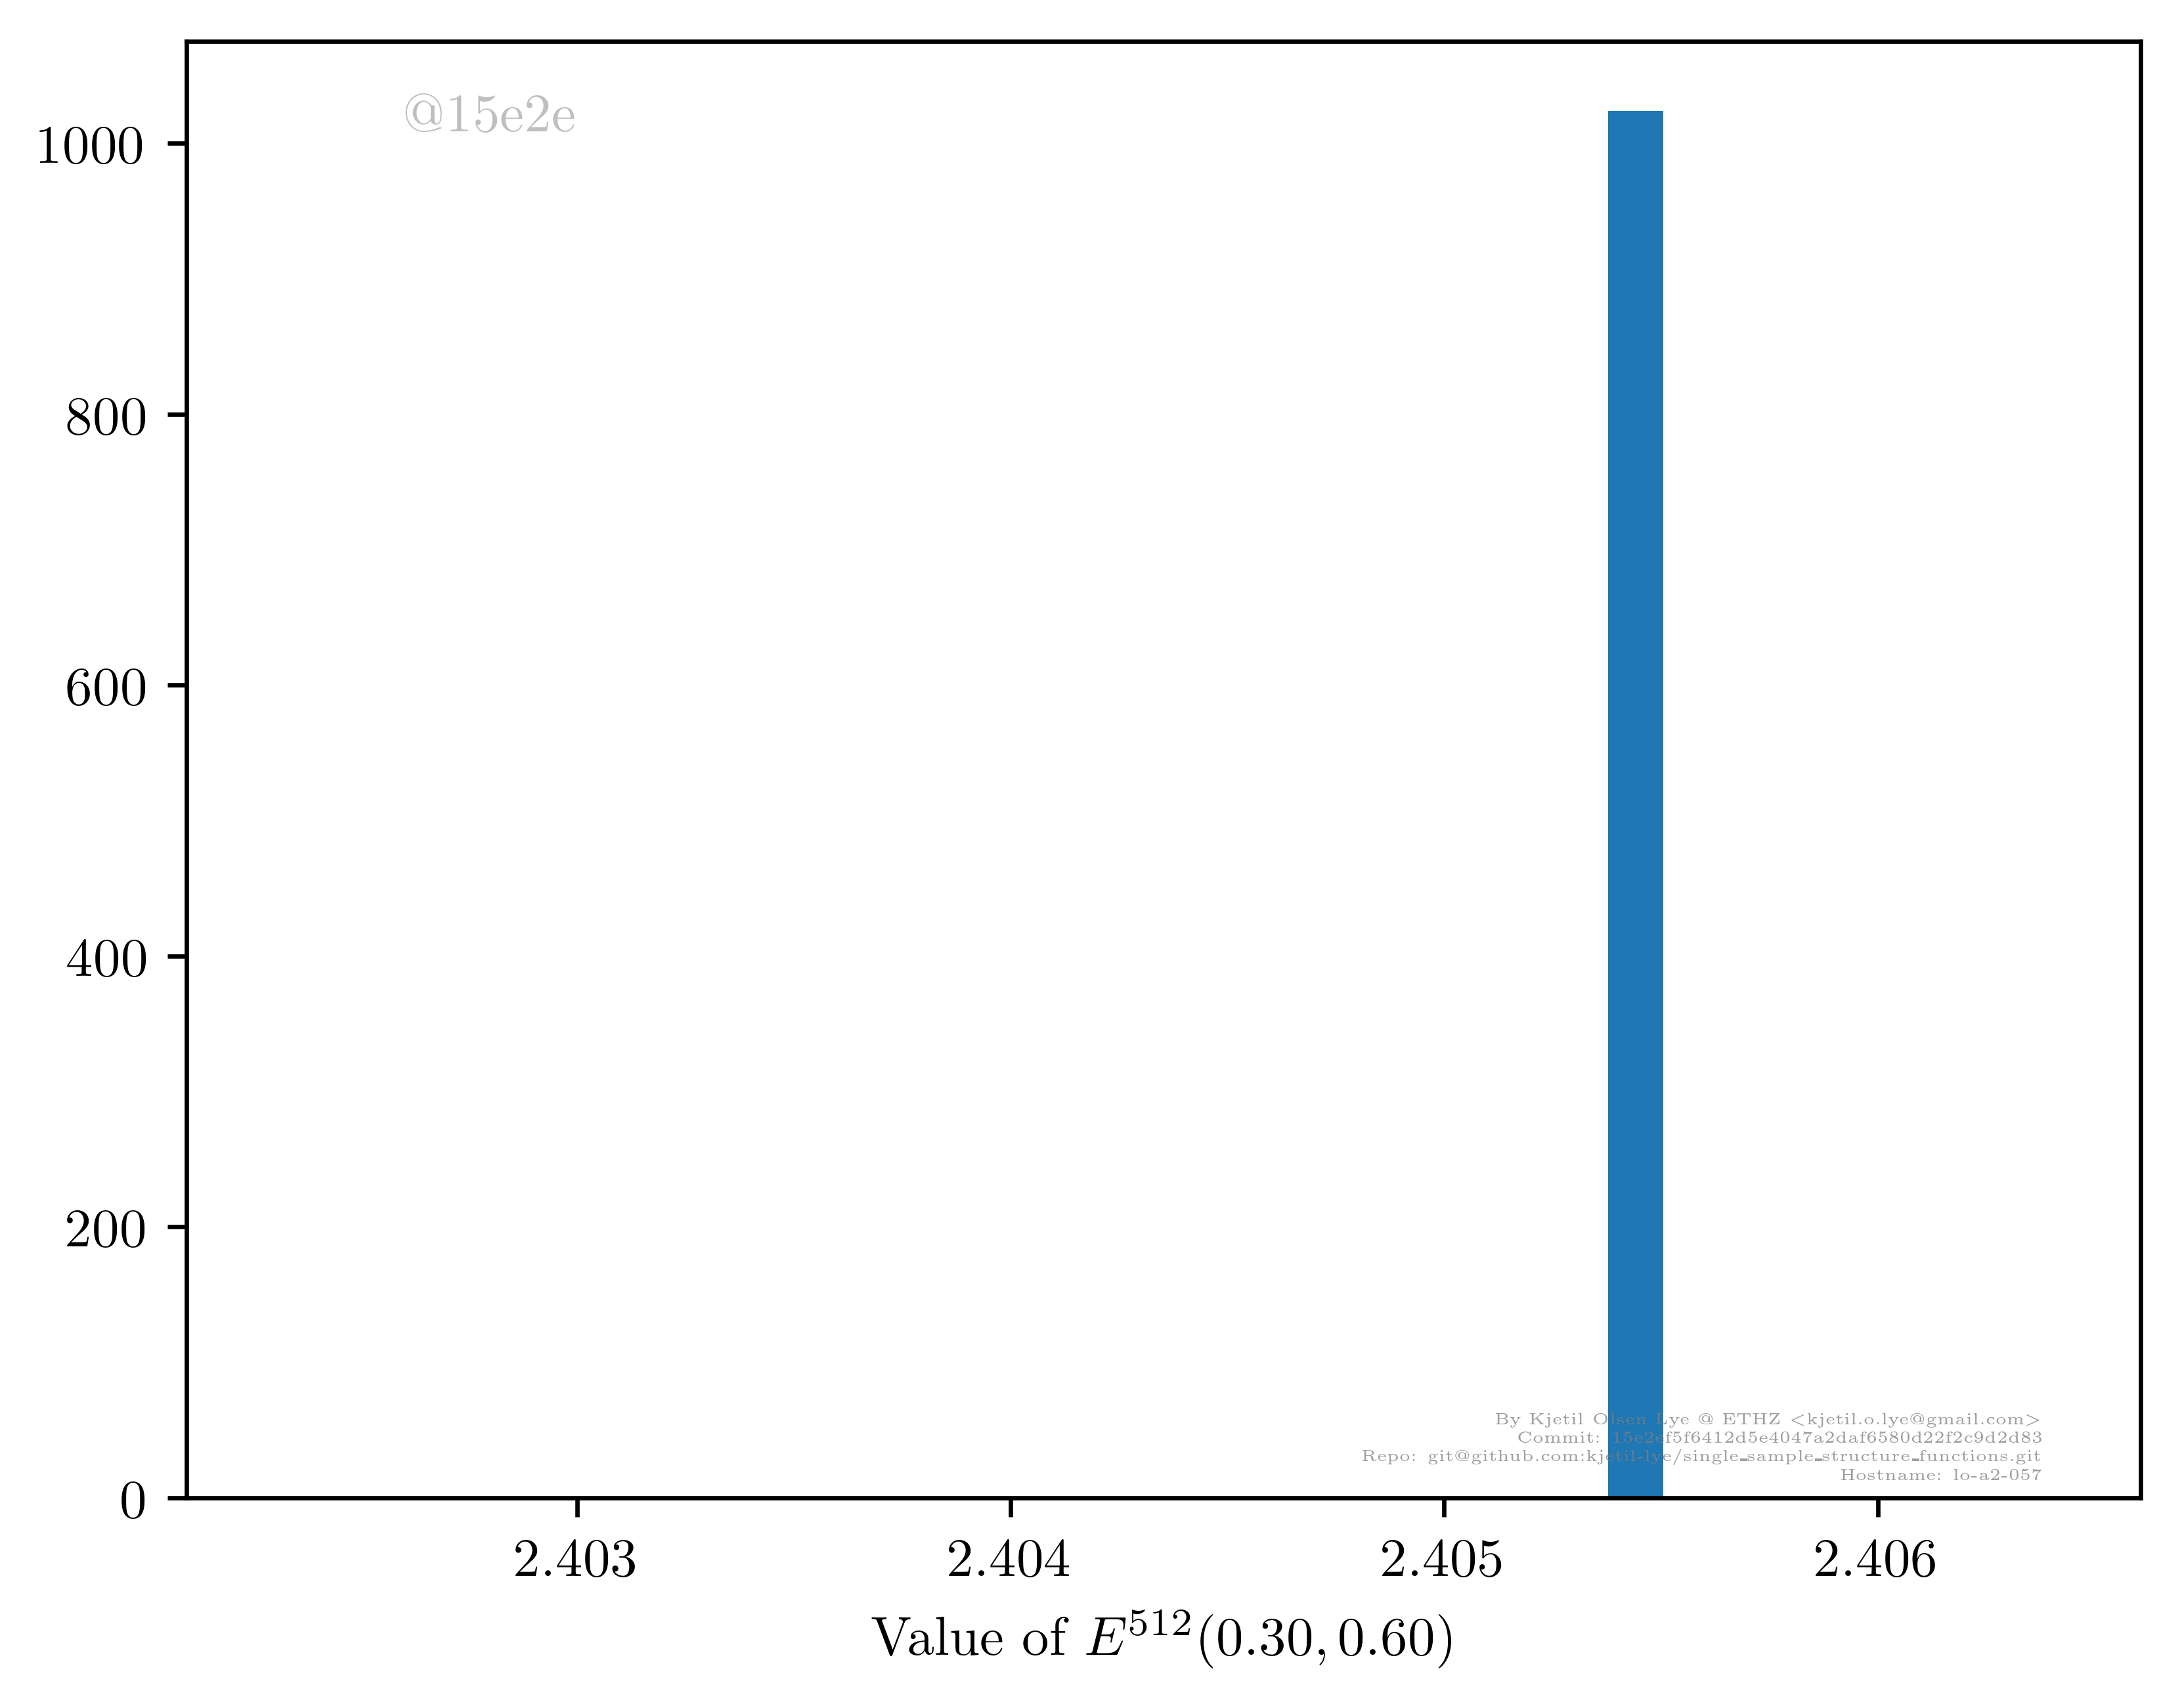 @15e2e
1000
800
600
400
200
0
By Kjetil Olsen Lye @ ETHZ <kjetil.o.lye@gmail.com>
Commit: 15e2ef5f6412d5e4047a2daf6580d22f2c9d2d83
Repo: git@github.com:kjetil-lye/single_sample_structure_functions.git
Hostname: lo-a2-057
2.403 2.404 2.405 2.406
Value of E^512(0.30, 0.60)